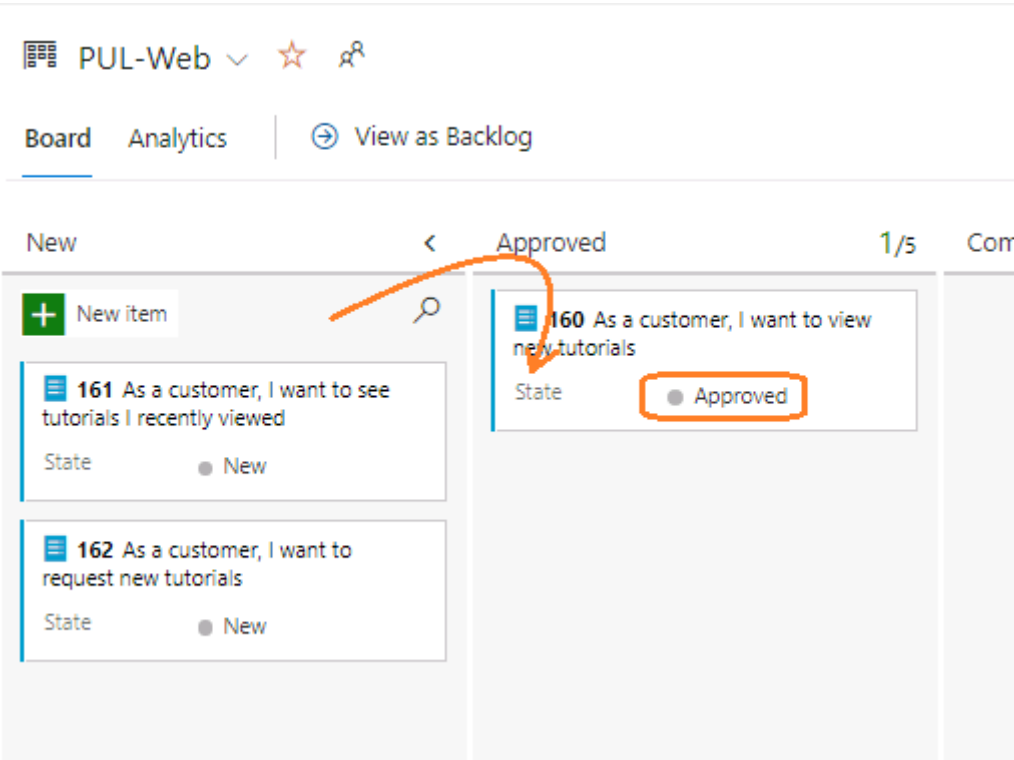 PUL-Web
Board Analytics View as Backlog
New
Approved 1/5
Com
New item
161 As a customer, I want to see
tutorials I recently viewed
State New
162 As a customer, I want to
request new tutorials
State New
160 As a customer, I want to view
new tutorials
State Approved